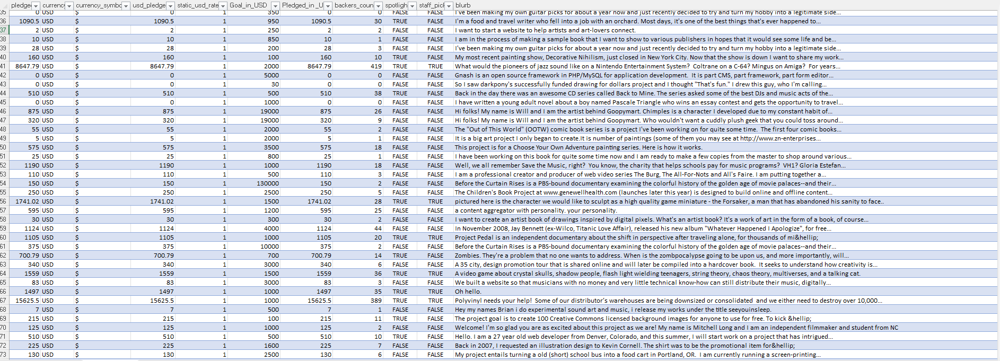 pledged currency currency_symbo usd_pledge static_usd_rate Goal_in_USD Pledged_in_U backers_coun spotligh staff_pick blurb
35 0 USD $ 0 1 350 0 0 FALSE FALSE I've been making my own guitar picks for about a year now and just recently decided to try and turn my hobby into a legitimate side...
36 1090.5 USD $ 1090.5 1 950 1090.5 30 TRUE FALSE I'm a food and travel writer who fell into a job with an orchard. Most days, it's one of the best things that's ever happened to...
37 2 USD $ 2 1 250 2 2 FALSE FALSE I want to start a website to help artists and art-lovers connect.
38 10 USD $ 10 1 850 10 1 FALSE FALSE I am in the process of making a sample book that I want to show to various publishers in hopes that it would see some life and be...
39 28 USD $ 28 1 200 28 3 FALSE FALSE I've been making my own guitar picks for about a year now and just recently decided to try and turn my hobby into a legitimate side...
40 160 USD $ 160 1 100 160 10 TRUE FALSE My most recent painting show, Decorative Nihilism, just closed in New York City. Now that the show is down I want to share my work...
41 8647.79 USD $ 8647.79 1 2000 8647.79 419 TRUE TRUE What would the pioneers of jazz sound like on a Nintendo Entertainment System? Coltrane on a C-64? Mingus on Amiga? For years...
42 0 USD $ 0 1 5000 0 0 FALSE FALSE Gnash is an open source framework in PHP/MySQL for application development. It is part CMS, part framework, part form editor...
43 0 USD $ 0 1 30 0 0 FALSE FALSE So I saw darkpony's successfully funded drawing for dollars project and I thought "That's fun." I drew this guy, who I'm calling...
44 510 USD $ 510 1 500 510 38 TRUE FALSE Back in the day there was an awesome CD series called Back to Mine. The series asked some of the best DJs and music acts of the...
45 0 USD $ 0 1 1000 0 0 FALSE FALSE I have written a young adult novel about a boy named Pascale Triangle who wins an essay contest and gets the opportunity to travel...
46 875 USD $ 875 1 19000 875 26 FALSE FALSE Hi folks! My name is Will and I am the artist behind Goopymart. Chimples is a character I developed due to my constant habit of...
47 320 USD $ 320 1 19000 320 9 FALSE FALSE Hi folks! My name is Will and I am the artist behind Goopymart. Who wouldn't want a cuddly plush geek that you could toss around...
48 55 USD $ 55 1 2000 55 2 FALSE FALSE The "Out of This World" (OOTW) comic book series is a project I've been working on for quite some time. The first four comic books...
49 5 USD $ 5 1 2000 5 1 FALSE FALSE It is a big art project I only began to create.It is number of paintings (some of them you may see at http://www.zn-enterprises...
50 575 USD $ 575 1 3500 575 18 FALSE FALSE This project is for a Choose Your Own Adventure painting series. Here is how it works.
51 25 USD $ 25 1 800 25 1 FALSE FALSE I have been working on this book for quite some time now and I am ready to make a few copies from the master to shop around various...
52 1190 USD $ 1190 1 1000 1190 18 TRUE FALSE Well, we all remember Save the Music, right? You know, the charity that helps schools pay for music programs? VH1? Gloria Estefan...
53 110 USD $ 110 1 500 110 3 FALSE FALSE I am a professional creator and producer of web video series The Burg, The All-For-Nots and All's Faire. I am putting together a...
54 150 USD $ 150 1 130000 150 2 FALSE FALSE Before the Curtain Rises is a PBS-bound documentary examining the colorful history of the golden age of movie palaces--and their...
55 250 USD $ 250 1 2500 250 5 FALSE FALSE The Children's Book Project at www.genewellhealth.com (launches later this year) is designed to build online and offline content...
56 1741.02 USD $ 1741.02 1 1500 1741.02 28 TRUE TRUE pictured here is the character we would like to sculpt as a high quality game miniature - the Forsaker, a man that has abandoned his sanity to face..
57 595 USD $ 595 1 1200 595 25 FALSE FALSE a content aggregator with personality. your personality.
58 30 USD $ 30 1 300 30 2 FALSE FALSE I want to create an artist book of drawings inspired by digital pixels. What's an artist book? It's a work of art in the form of a book, of course...
59 1124 USD $ 1124 1 4000 1124 44 FALSE FALSE In November 2008, Jay Bennett (ex-Wilco, Titanic Love Affair), released his new album "Whatever Happened I Apologize", for free...
60 1105 USD $ 1105 1 1000 1105 20 TRUE TRUE Project Pedal is an independent documentary about the shift in perspective after traveling alone, for thousands of mi&hellip;
61 375 USD $ 375 1 10000 375 2 FALSE FALSE Before the Curtain Rises is a PBS-bound documentary examining the colorful history of the golden age of movie palaces--and their...
62 700.79 USD $ 700.79 1 700 700.79 14 TRUE FALSE Zombies. They're a problem that no one wants to address. When is the zombpocalypse going to be upon us, and more importantly, will...
63 340 USD $ 340 1 3000 340 6 FALSE FALSE A 35 city, design promotion tour that is shared online and will later be compiled into a hardcover book. It seeks to understand how creativity is...
64 1559 USD $ 1559 1 1500 1559 36 TRUE TRUE A video game about crystal skulls, shadow people, flash light wielding teenagers, string theory, chaos theory, multiverses, and a talking cat.
65 83 USD $ 83 1 3000 83 3 FALSE FALSE We built a website so that musicians with no money and very little technical know-how can still distribute their music, digitally...
66 1497 USD $ 1497 1 1000 1497 35 TRUE TRUE Oh hello.
67 15625.5 USD $ 15625.5 1 1000 15625.5 389 TRUE TRUE Polyvinyl needs your help! Some of our distributor’s warehouses are being downsized or consolidated and we either need to destroy over 10,000...
68 7 USD $ 7 1 500 7 1 FALSE FALSE Hey my names Brian i do experimental sound art and music, i release my works under the title seeyouinsleep.
69 215 USD $ 215 1 100 215 11 TRUE FALSE The project goal is to create 100 Creative Commons licensed background images for anyone to use for free. To kick &hellip;
70 125 USD $ 125 1 1000 125 2 FALSE FALSE Welcome! I'm so glad you are as excited about this project as we are! My name is Mitchell Long and I am an independent filmmaker and student from NC
71 510 USD $ 510 1 500 510 10 TRUE FALSE Hello. I am a 27 year old web developer from Denver, Colorado, and this summer, I will start work on a project that has intrigued...
72 225 USD $ 225 1 1600 225 7 FALSE FALSE Back in 2007, I requested an illustration design to Kevin Cornell. The shirt was to be the promotional item for&hellip;
73 130 USD $ 130 1 2500 130 6 FALSE FALSE My project entails turning a old (short) school bus into a food cart in Portland, OR. I am currently running a screen-printing...